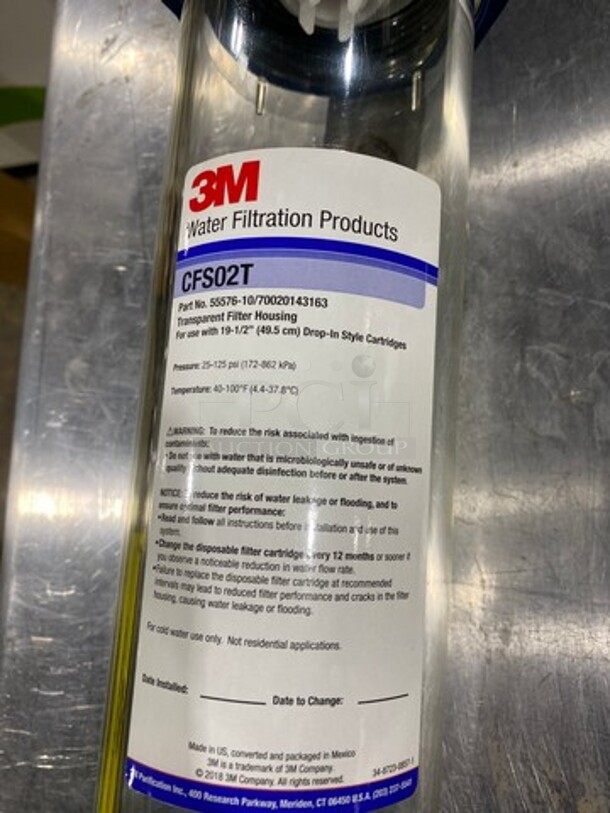 3M
Water Filtration Products
CFS02T
Part No. 55576-10/70020143163
Transparent Filter Housing
For use with 19-1/2" (49.5 cm) Drop-In Style Cartridges
Pressure: 25-125 psi (172-862 kPa)
Temperature: 40-100°F (4.4-37.8°C)
PCI
AUCTION GROUP
⚠WARNING: To reduce the risk associated with ingestion of
contaminants:
•Do not use with water that is microbiologically unsafe or of unknown
quality without adequate disinfection before or after the system.
NOTICE: To reduce the risk of water leakage or flooding, and to
ensure optimal filter performance:
•Read and follow all instructions before installation and use of this
system.
•Change the disposable filter cartridge every 12 months or sooner if
you observe a noticeable reduction in water flow rate.
•Failure to replace the disposable filter cartridge at recommended
intervals may lead to reduced filter performance and cracks in the filter
housing, causing water leakage or flooding.
For cold water use only. Not residential applications.
Date Installed: Date to Change:
Made in US, converted and packaged in Mexico
3M is a trademark of 3M Company.
© 2018 3M Company. All rights reserved.
Purification Inc., 400 Research Parkway, Meriden, CT 06450 U.S.A. (203)